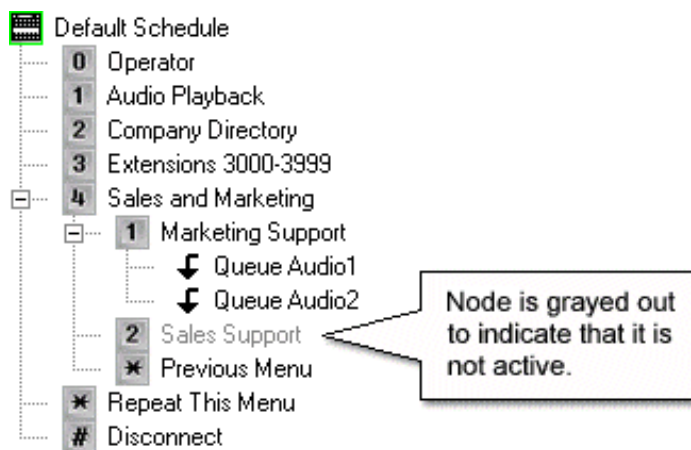 Default Schedule
0 Operator
1 Audio Playback
2 Company Directory
3 Extensions 3000-3999
4 Sales and Marketing
1 Marketing Support
Queue Audio1
Queue Audio2
2 Sales Support
* Previous Menu
* Repeat This Menu
# Disconnect
Node is grayed out
to indicate that it is
not active.